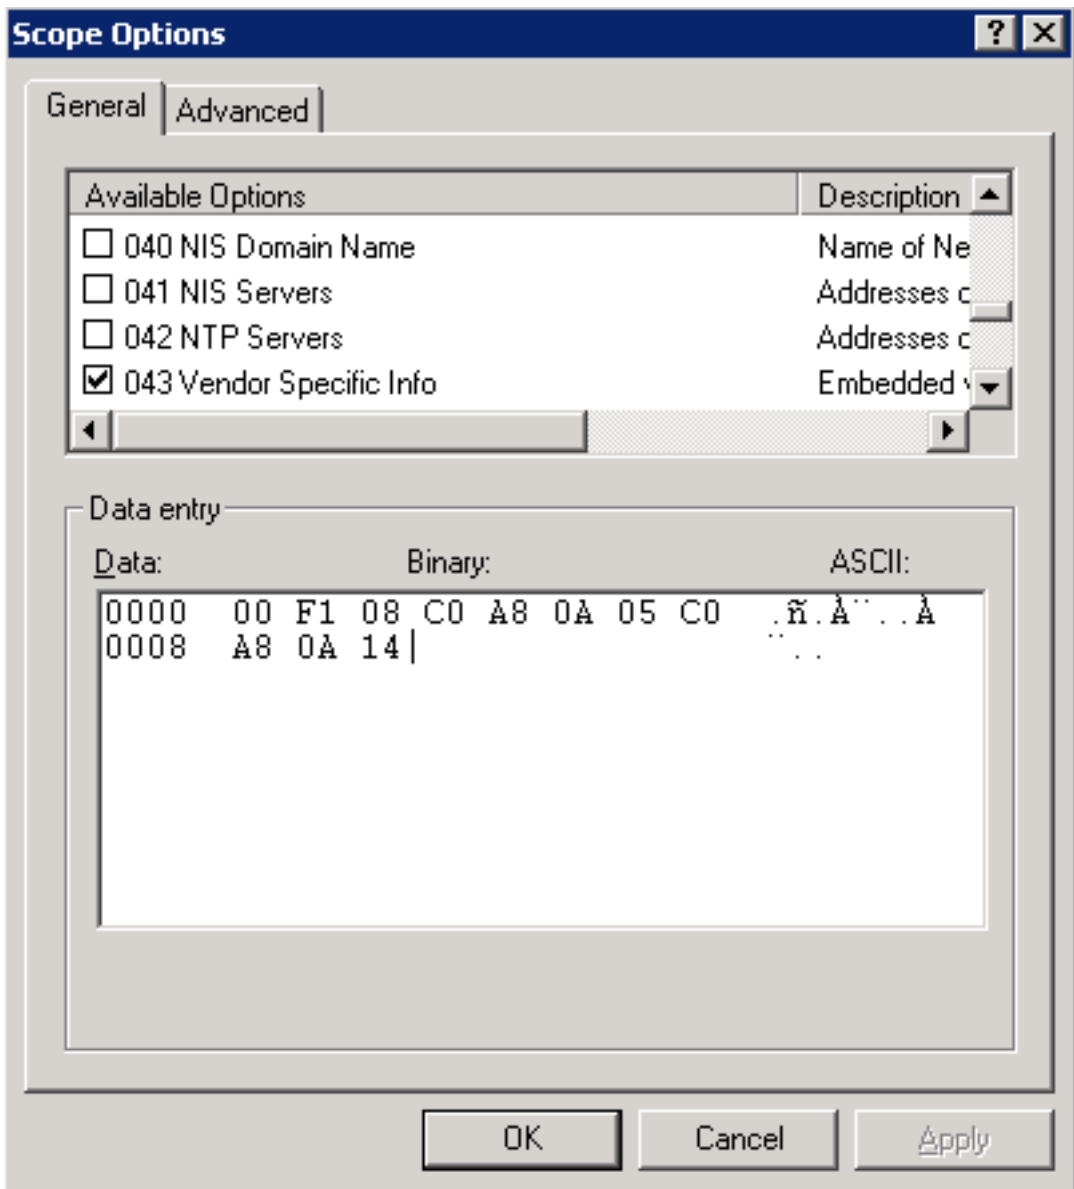 Scope Options
General Advanced
Available Options Description
040 NIS Domain Name Name of Ne
041 NIS Servers Addresses c
042 NTP Servers Addresses c
043 Vendor Specific Info Embedded
Data entry
Data: Binary: ASCII:
0000 00 F1 08 C0 A8 0A 05 C0 .ñ.À¨..À
0008 A8 0A 14 ¨..
OK Cancel Apply